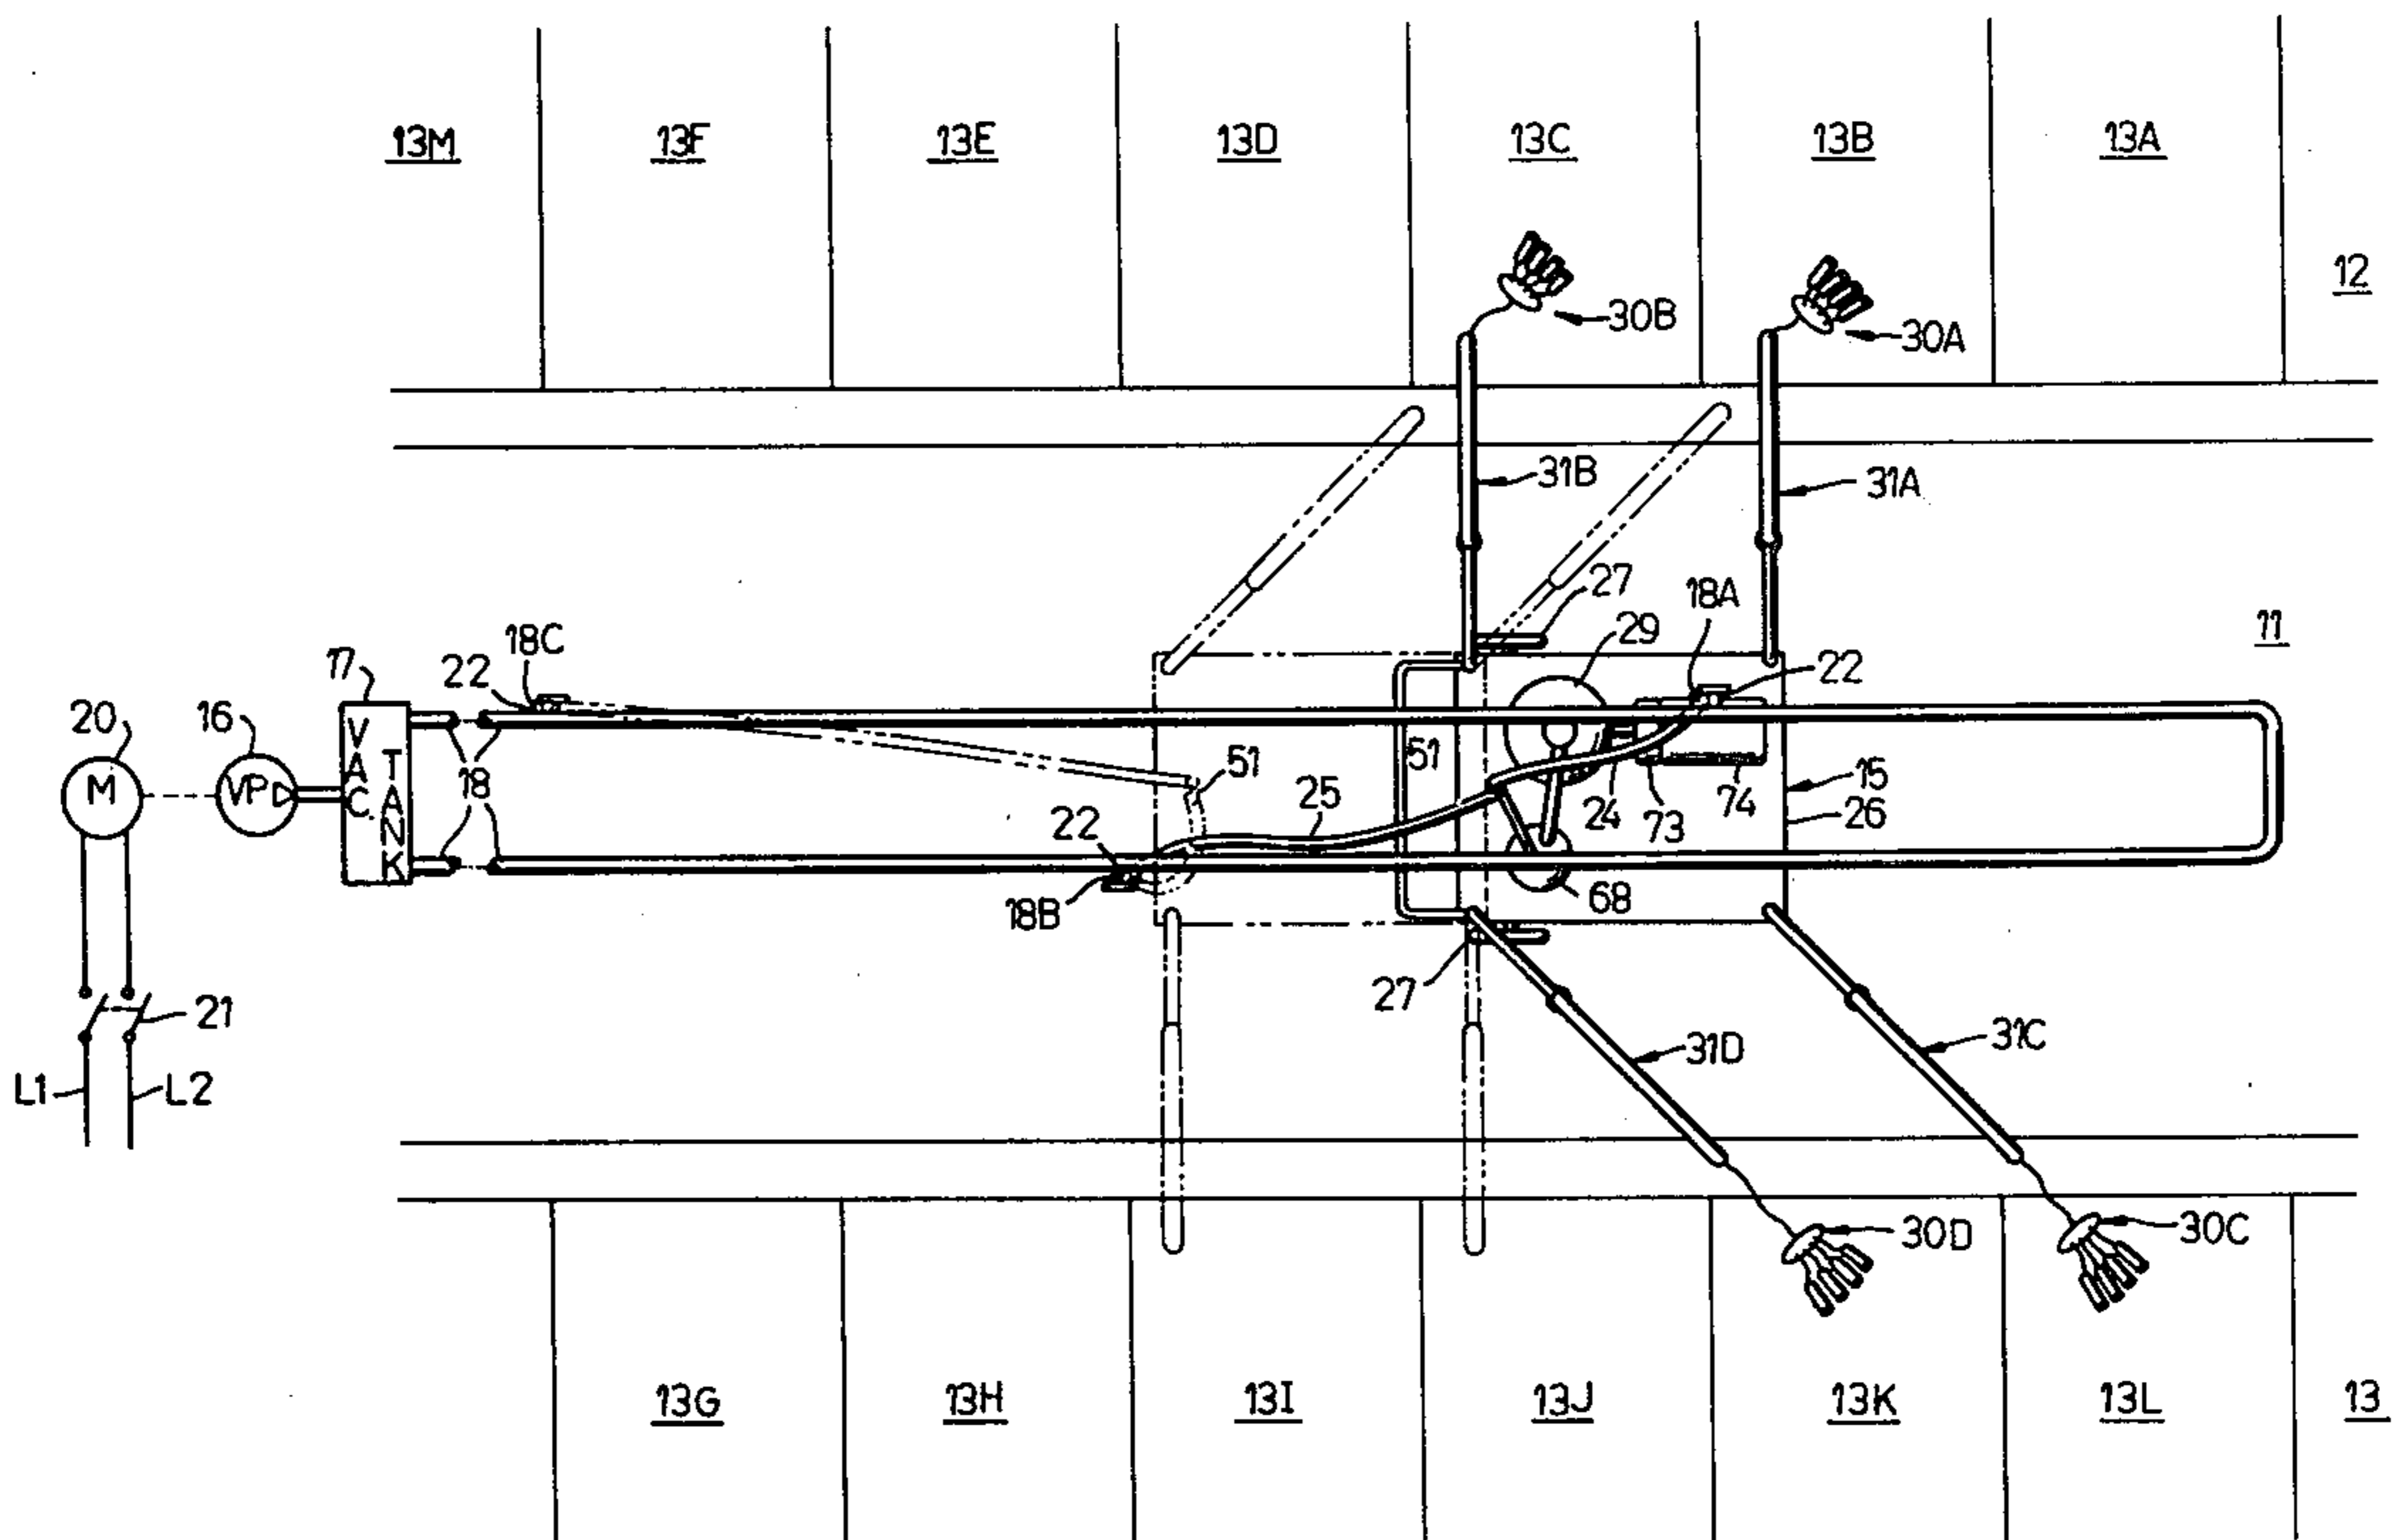 13M 13F 13E 13D 13C 13B 13A
12
30B 30A
31B 31A
27 18A
11
17 22 18C 29 22
20 16
M VP VAC. TANK 18 51 51 15
25 24 73 74 26
22
18B 68
27
21
L1 L2
31D 31C
30D 30C
13G 13H 13I 13J 13K 13L 13